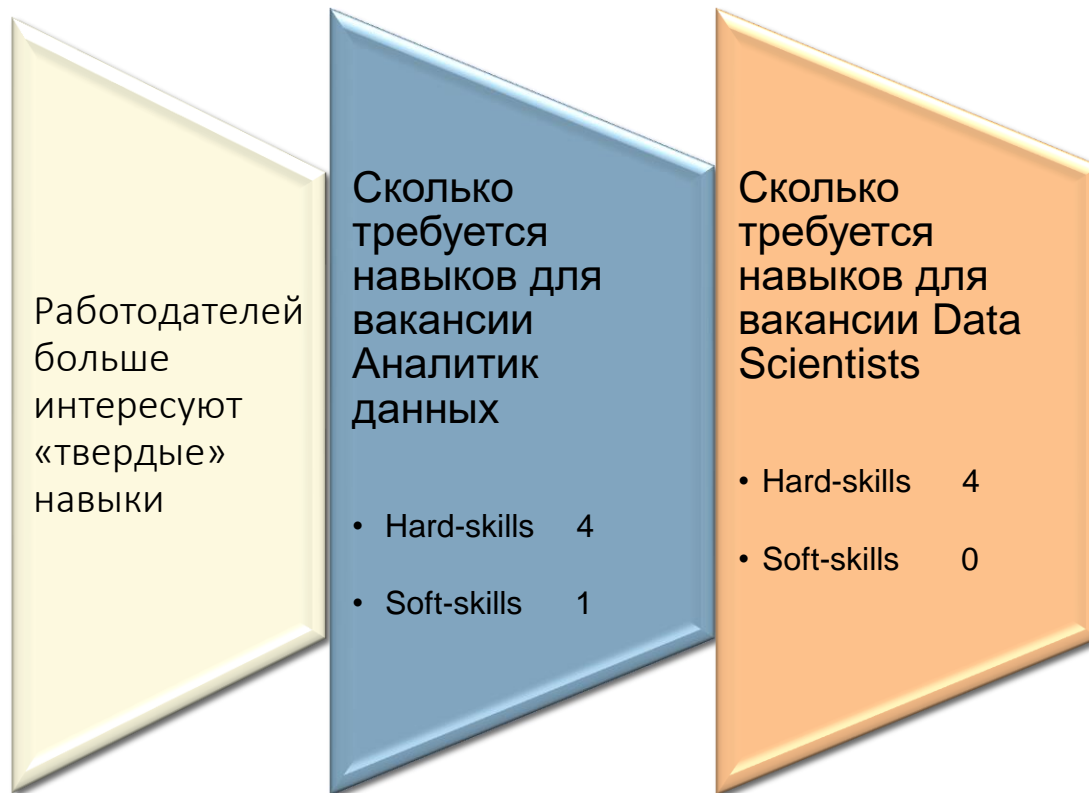 Работодателей
больше
интересуют
«твердые»
навыки
Сколько
требуется
навыков для
вакансии
Аналитик
данных
• Hard-skills 4
• Soft-skills 1
Сколько
требуется
навыков для
вакансии Data
Scientists
• Hard-skills 4
• Soft-skills 0